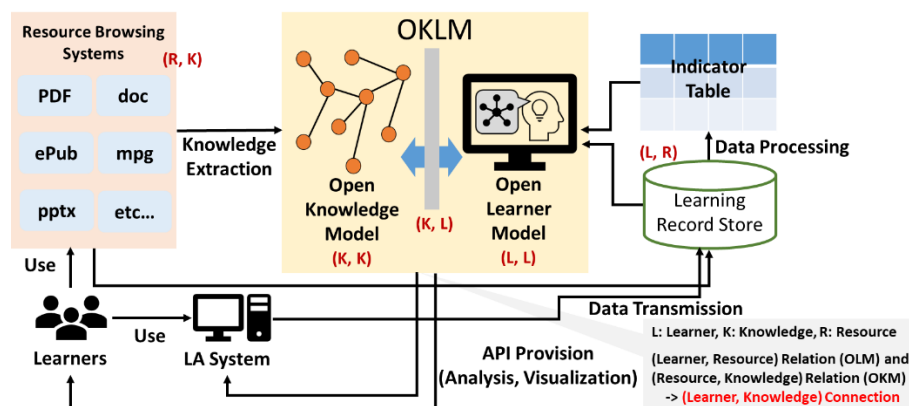 Resource Browsing
Systems
(R, K)
PDF
doc
ePub
mpg
pptx
etc...
Knowledge
Extraction
OKLM
Open
Knowledge
Model
(K, K)
(K, L)
Open
Learner
Model
(L, L)
Indicator
Table
(L, R)
Data Processing
Learning
Record Store
Use
Learners
Use
LA System
Data Transmission
API Provision
(Analysis, Visualization)
L: Learner, K: Knowledge, R: Resource
(Learner, Resource) Relation (OLM) and
(Resource, Knowledge) Relation (OKM)
-> (Learner, Knowledge) Connection